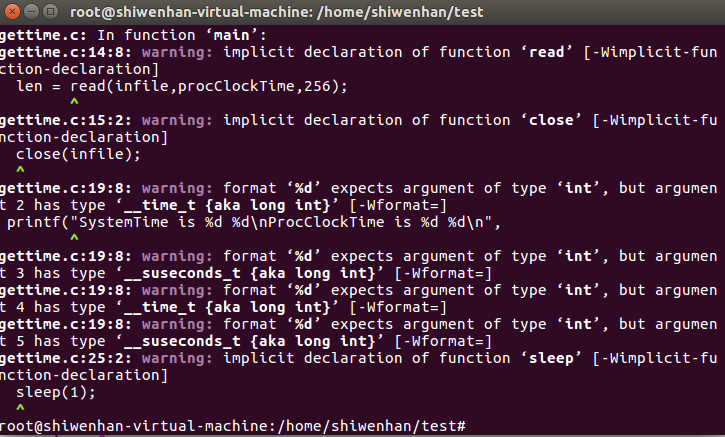 root@shiwenhan-virtual-machine: /home/shiwenhan/test
gettime.c: In function ‘main’:
gettime.c:14:8: warning: implicit declaration of function ‘read’ [-Wimplicit-fun
ction-declaration]
  len = read(infile,procClockTime,256);
        ^
gettime.c:15:2: warning: implicit declaration of function ‘close’ [-Wimplicit-fu
nction-declaration]
  close(infile);
  ^
gettime.c:19:8: warning: format ‘%d’ expects argument of type ‘int’, but argumen
t 2 has type ‘__time_t {aka long int}’ [-Wformat=]
 printf("SystemTime is %d %d\nProcClockTime is %d %d\n",
        ^
gettime.c:19:8: warning: format ‘%d’ expects argument of type ‘int’, but argumen
t 3 has type ‘__suseconds_t {aka long int}’ [-Wformat=]
gettime.c:19:8: warning: format ‘%d’ expects argument of type ‘int’, but argumen
t 4 has type ‘__time_t {aka long int}’ [-Wformat=]
gettime.c:19:8: warning: format ‘%d’ expects argument of type ‘int’, but argumen
t 5 has type ‘__suseconds_t {aka long int}’ [-Wformat=]
gettime.c:25:2: warning: implicit declaration of function ‘sleep’ [-Wimplicit-fu
nction-declaration]
  sleep(1);
  ^
root@shiwenhan-virtual-machine:/home/shiwenhan/test#